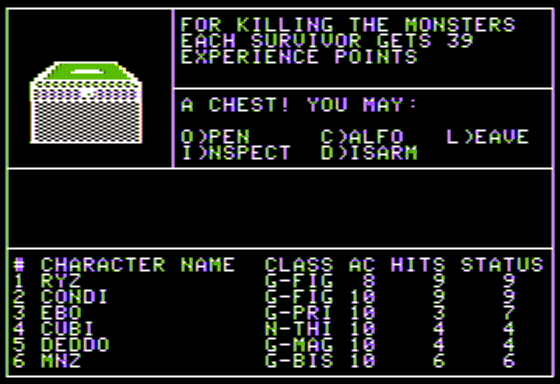 FOR KILLING THE MONSTERS
EACH SURVIVOR GETS 39
EXPERIENCE POINTS
A CHEST! YOU MAY:
O)PEN C)ALFO L)EAVE
I)NSPECT D)ISARM
# CHARACTER NAME CLASS AC HITS STATUS
1 RYZ G-FIG 8 9 9
2 CONDI G-FIG 10 9 9
3 EBO G-PRI 10 3 7
4 CUBI N-THI 10 4 4
5 DEDDO G-MAG 10 4 4
6 MNZ G-BIS 10 6 6